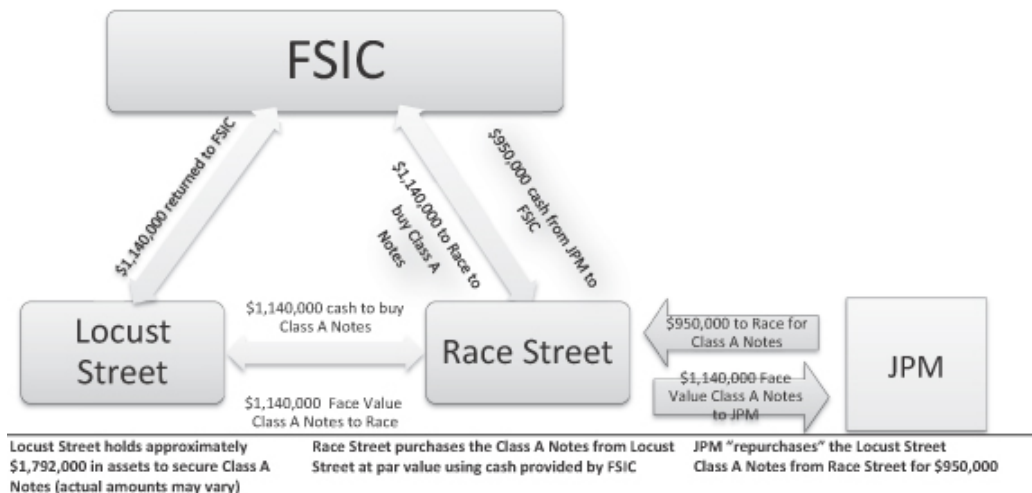 FSIC
$1,140,000 returned to FSIC
$1,140,000 to Race to
buy Class A
Notes
$950,000 cash from JPM to
FSIC
Locust
Street
$1,140,000 cash to buy
Class A Notes
$1,140,000 Face Value
Class A Notes to Race
Race Street
$950,000 to Race for
Class A Notes
$1,140,000 Face
Value Class A Notes
to JPM
JPM
Locust Street holds approximately
$1,792,000 in assets to secure Class A
Notes (actual amounts may vary)
Race Street purchases the Class A Notes from Locust
Street at par value using cash provided by FSIC
JPM “repurchases” the Locust Street
Class A Notes from Race Street for $950,000